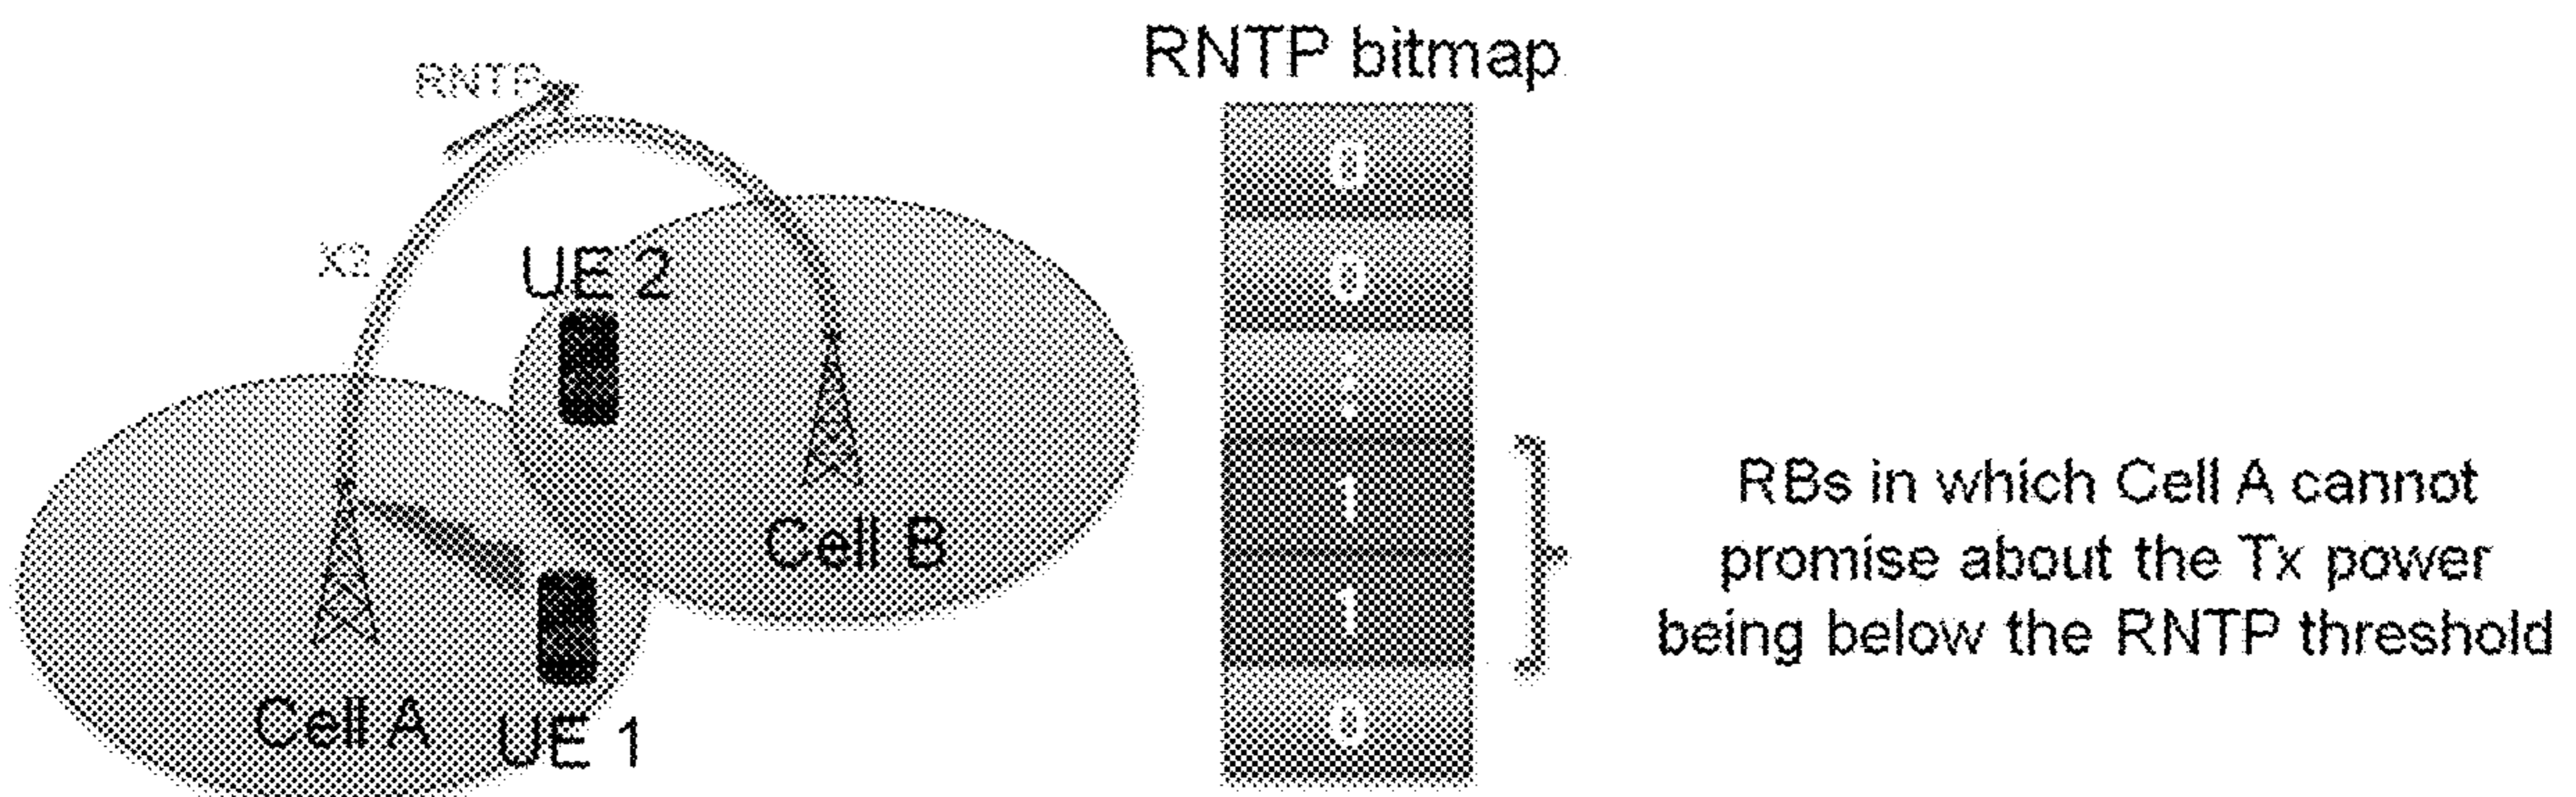 RNTP bitmap
RNTP
X2
UE 2
Cell B
Cell A
UE 1
0
0
:
1
1
0
RBs in which Cell A cannot
promise about the Tx power
being below the RNTP threshold